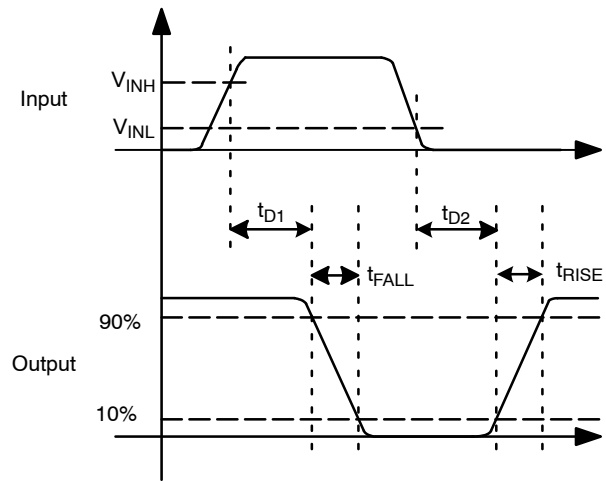 V_INH
Input
V_INL
t_D1
t_D2
t_FALL
t_RISE
90%
Output
10%